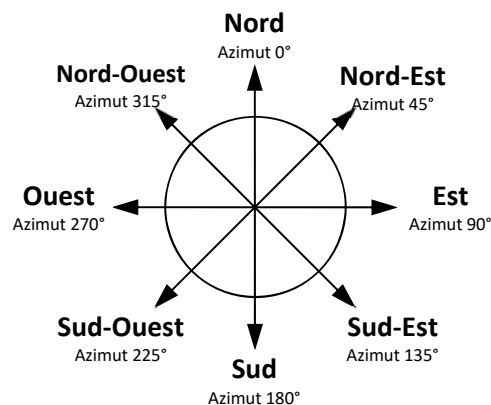 Nord
Azimut 0°
Nord-Ouest
Azimut 315°
Nord-Est
Azimut 45°
Ouest
Azimut 270°
Est
Azimut 90°
Sud-Ouest
Azimut 225°
Sud-Est
Azimut 135°
Sud
Azimut 180°